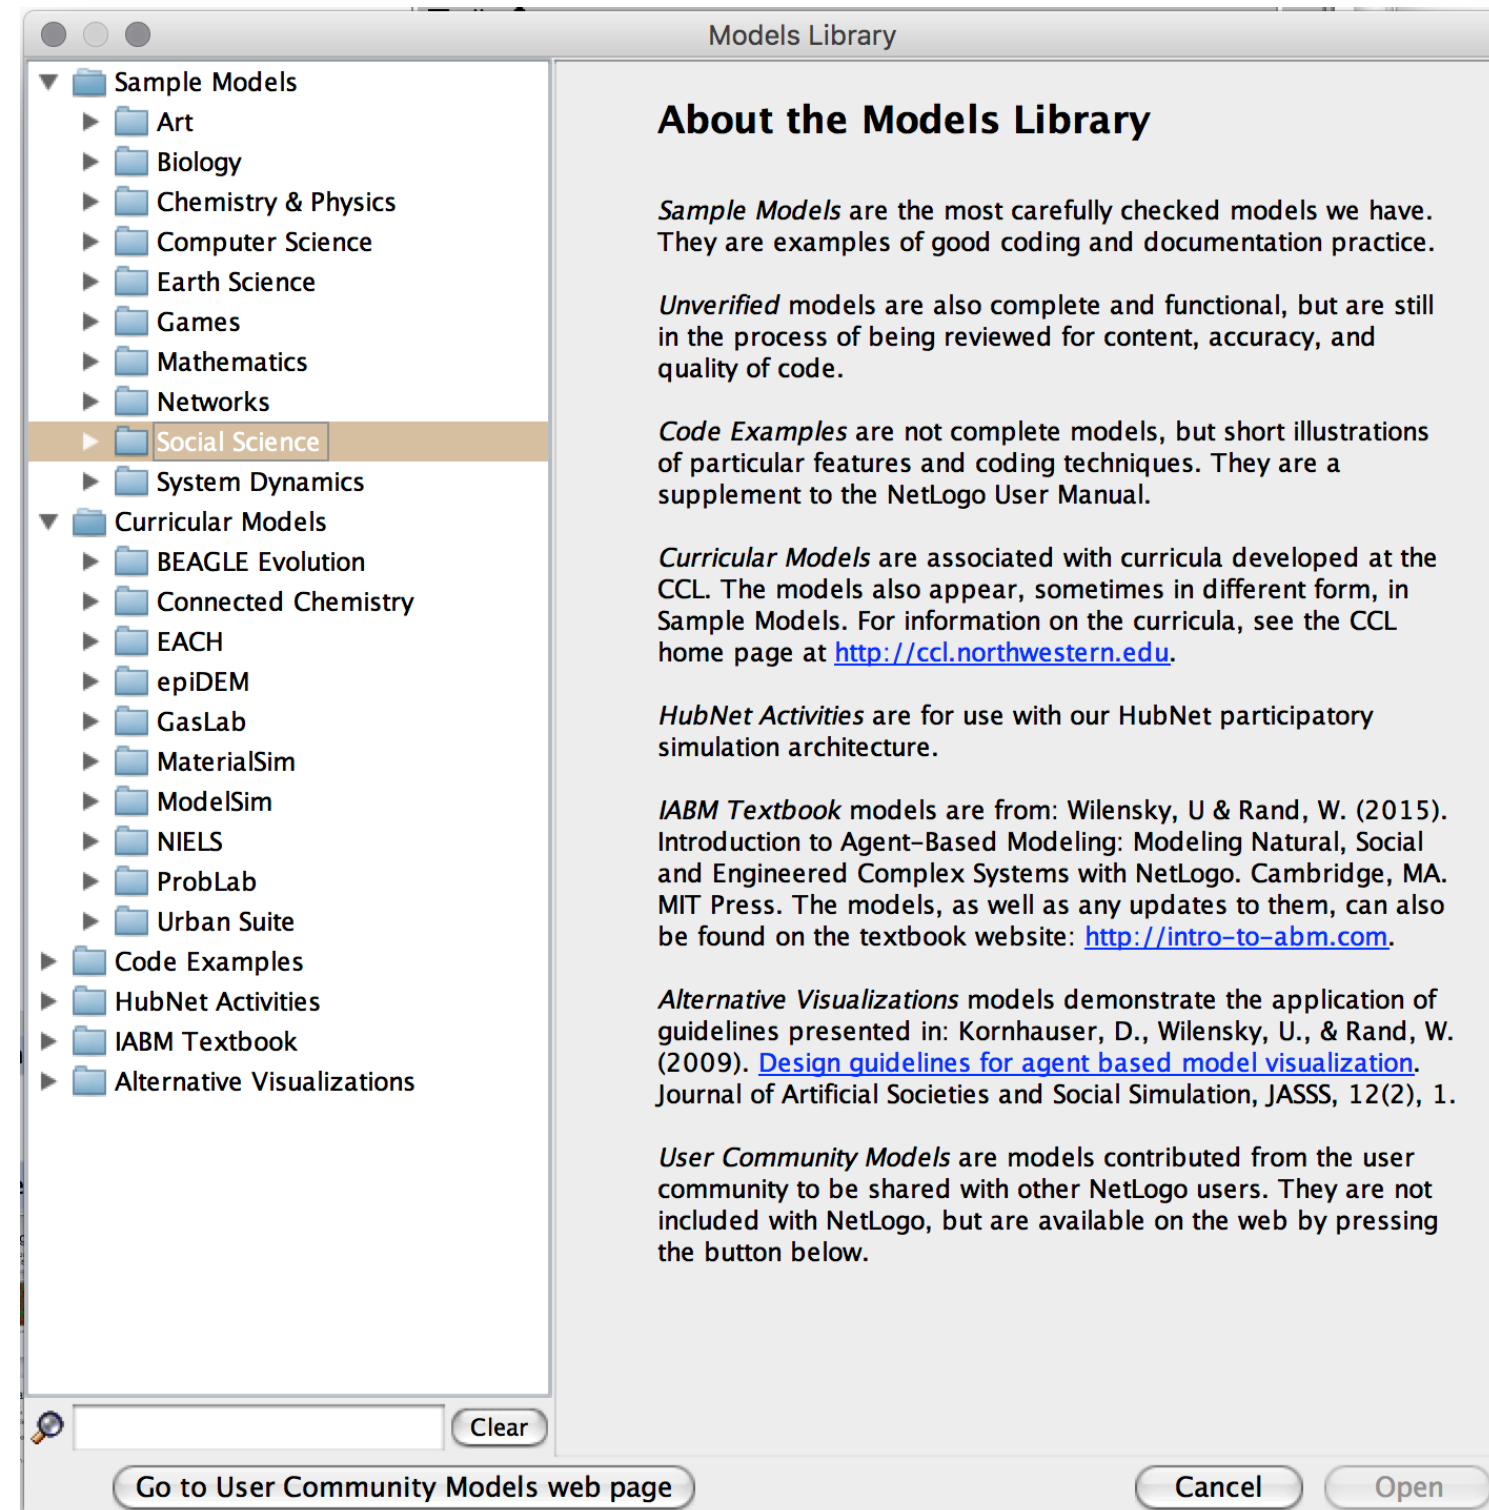 Models Library
Sample Models
Art
Biology
Chemistry & Physics
Computer Science
Earth Science
Games
Mathematics
Networks
Social Science
System Dynamics
Curricular Models
BEAGLE Evolution
Connected Chemistry
EACH
epiDEM
GasLab
MaterialSim
ModelSim
NIELS
ProbLab
Urban Suite
Code Examples
HubNet Activities
IABM Textbook
Alternative Visualizations
Clear
About the Models Library
Sample Models are the most carefully checked models we have.
They are examples of good coding and documentation practice.
Unverified models are also complete and functional, but are still
in the process of being reviewed for content, accuracy, and
quality of code.
Code Examples are not complete models, but short illustrations
of particular features and coding techniques. They are a
supplement to the NetLogo User Manual.
Curricular Models are associated with curricula developed at the
CCL. The models also appear, sometimes in different form, in
Sample Models. For information on the curricula, see the CCL
home page at http://ccl.northwestern.edu.
HubNet Activities are for use with our HubNet participatory
simulation architecture.
IABM Textbook models are from: Wilensky, U & Rand, W. (2015).
Introduction to Agent-Based Modeling: Modeling Natural, Social
and Engineered Complex Systems with NetLogo. Cambridge, MA.
MIT Press. The models, as well as any updates to them, can also
be found on the textbook website: http://intro-to-abm.com.
Alternative Visualizations models demonstrate the application of
guidelines presented in: Kornhauser, D., Wilensky, U., & Rand, W.
(2009). Design guidelines for agent based model visualization.
Journal of Artificial Societies and Social Simulation, JASSS, 12(2), 1.
User Community Models are models contributed from the user
community to be shared with other NetLogo users. They are not
included with NetLogo, but are available on the web by pressing
the button below.
Go to User Community Models web page
Cancel
Open